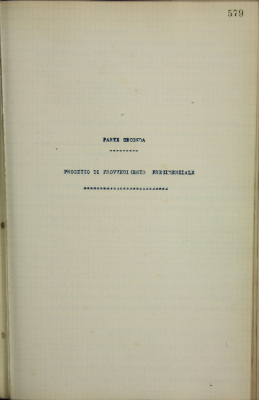 579
PARTE SECONDA
PROGETTO DI PROVVEDIMENTO PRESIDENZIALE